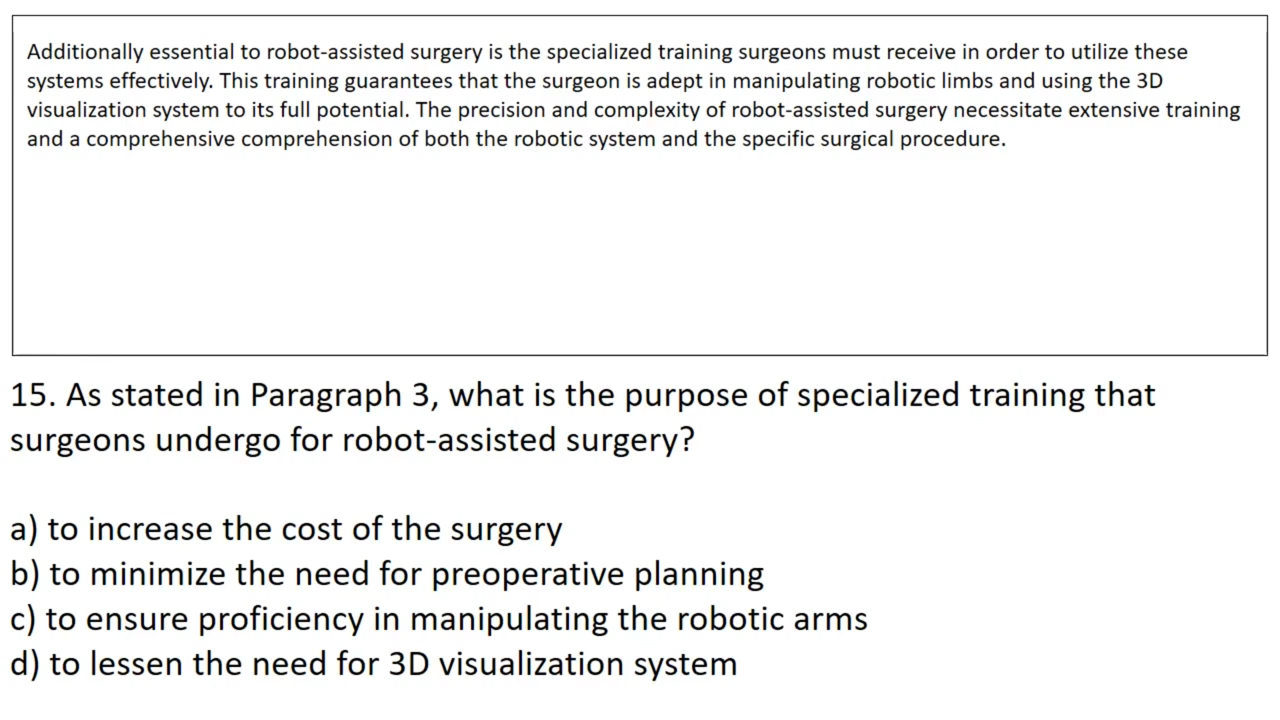 Additionally essential to robot-assisted surgery is the specialized training surgeons must receive in order to utilize these
systems effectively. This training guarantees that the surgeon is adept in manipulating robotic limbs and using the 3D
visualization system to its full potential. The precision and complexity of robot-assisted surgery necessitate extensive training
and a comprehensive comprehension of both the robotic system and the specific surgical procedure.
15. As stated in Paragraph 3, what is the purpose of specialized training that
surgeons undergo for robot-assisted surgery?
a) to increase the cost of the surgery
b) to minimize the need for preoperative planning
c) to ensure proficiency in manipulating the robotic arms
d) to lessen the need for 3D visualization system